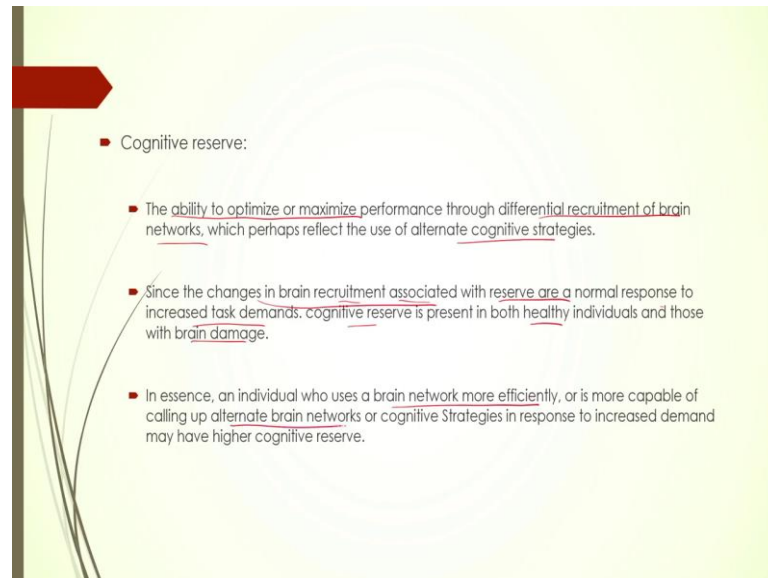 Cognitive reserve:
The ability to optimize or maximize performance through differential recruitment of brain
networks, which perhaps reflect the use of alternate cognitive strategies.
Since the changes in brain recruitment associated with reserve are a normal response to
increased task demands. cognitive reserve is present in both healthy individuals and those
with brain damage.
In essence, an individual who uses a brain network more efficiently, or is more capable of
calling up alternate brain networks or cognitive Strategies in response to increased demand
may have higher cognitive reserve.